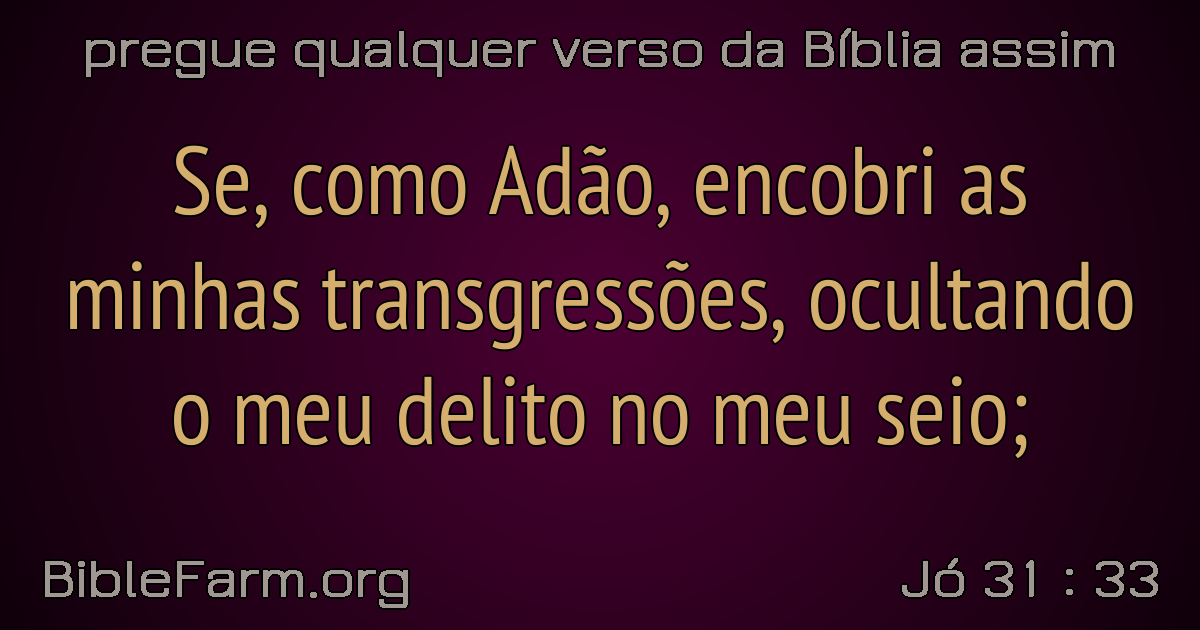 pregue qualquer verso da Bíblia assim
Se, como Adão, encobri as
minhas transgressões, ocultando
o meu delito no meu seio;
BibleFarm.org
Jó 31 : 33